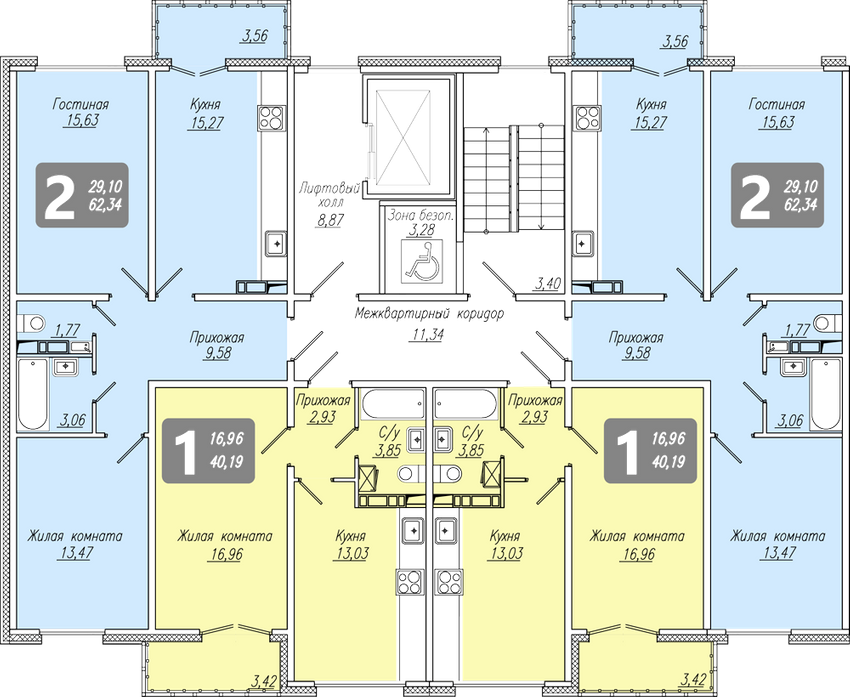 3,56
3,56
Гостиная
15,63
Кухня
15,27
Кухня
15,27
Гостиная
15,63
2
29,10
62,34
Лифтовый
холл
8,87
Зона безоп.
3,28
2
29,10
62,34
3,40
Межквартирный коридор
11,34
1,77
Прихожая
9,58
Прихожая
9,58
1,77
3,06
Прихожая
2,93
Прихожая
2,93
3,06
1
16,96
40,19
С/у
3,85
С/у
3,85
1
16,96
40,19
Жилая комната
13,47
Жилая комната
16,96
Кухня
13,03
Кухня
13,03
Жилая комната
16,96
Жилая комната
13,47
3,42
3,42